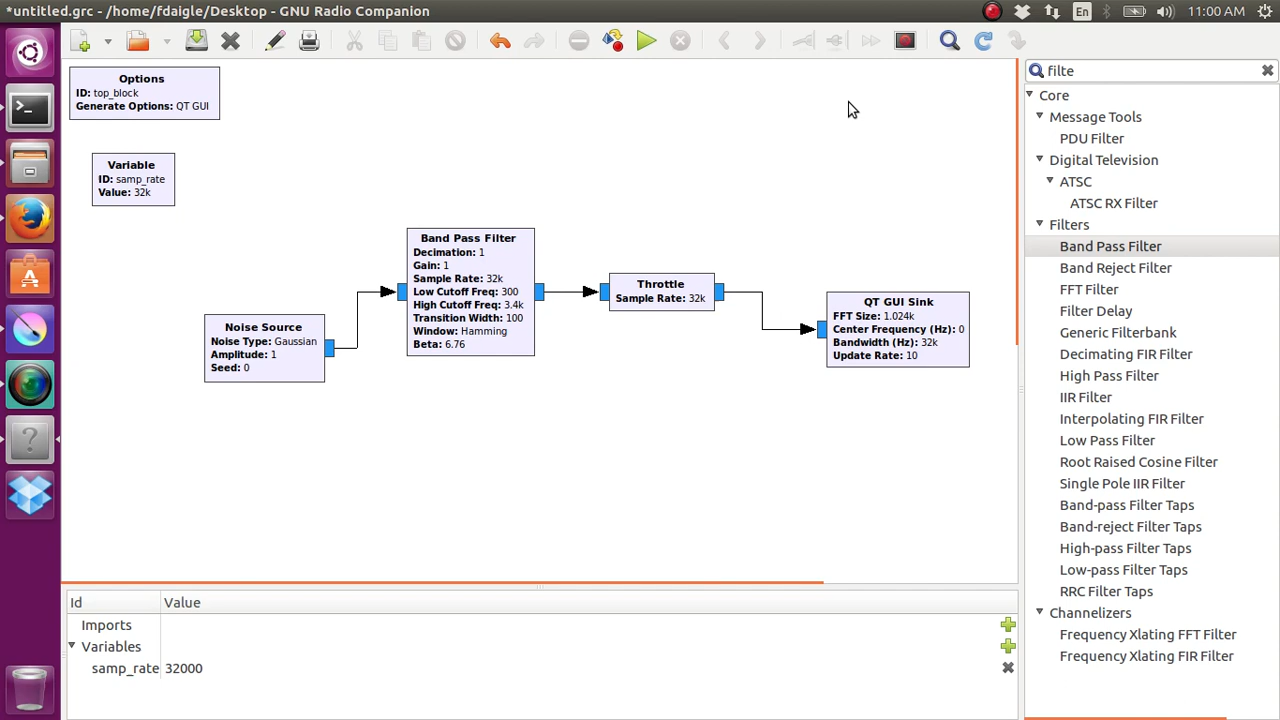 *untitled.grc - /home/fdaigle/Desktop - GNU Radio Companion
En
11:00 AM
Options
ID: top_block
Generate Options: QT GUI
Variable
ID: samp_rate
Value: 32k
Noise Source
Noise Type: Gaussian
Amplitude: 1
Seed: 0
Band Pass Filter
Decimation: 1
Gain: 1
Sample Rate: 32k
Low Cutoff Freq: 300
High Cutoff Freq: 3.4k
Transition Width: 100
Window: Hamming
Beta: 6.76
Throttle
Sample Rate: 32k
QT GUI Sink
FFT Size: 1.024k
Center Frequency (Hz): 0
Bandwidth (Hz): 32k
Update Rate: 10
filte
Core
Message Tools
PDU Filter
Digital Television
ATSC
ATSC RX Filter
Filters
Band Pass Filter
Band Reject Filter
FFT Filter
Filter Delay
Generic Filterbank
Decimating FIR Filter
High Pass Filter
IIR Filter
Interpolating FIR Filter
Low Pass Filter
Root Raised Cosine Filter
Single Pole IIR Filter
Band-pass Filter Taps
Band-reject Filter Taps
High-pass Filter Taps
Low-pass Filter Taps
RRC Filter Taps
Channelizers
Frequency Xlating FFT Filter
Frequency Xlating FIR Filter
Id Value
Imports
Variables
samp_rate 32000